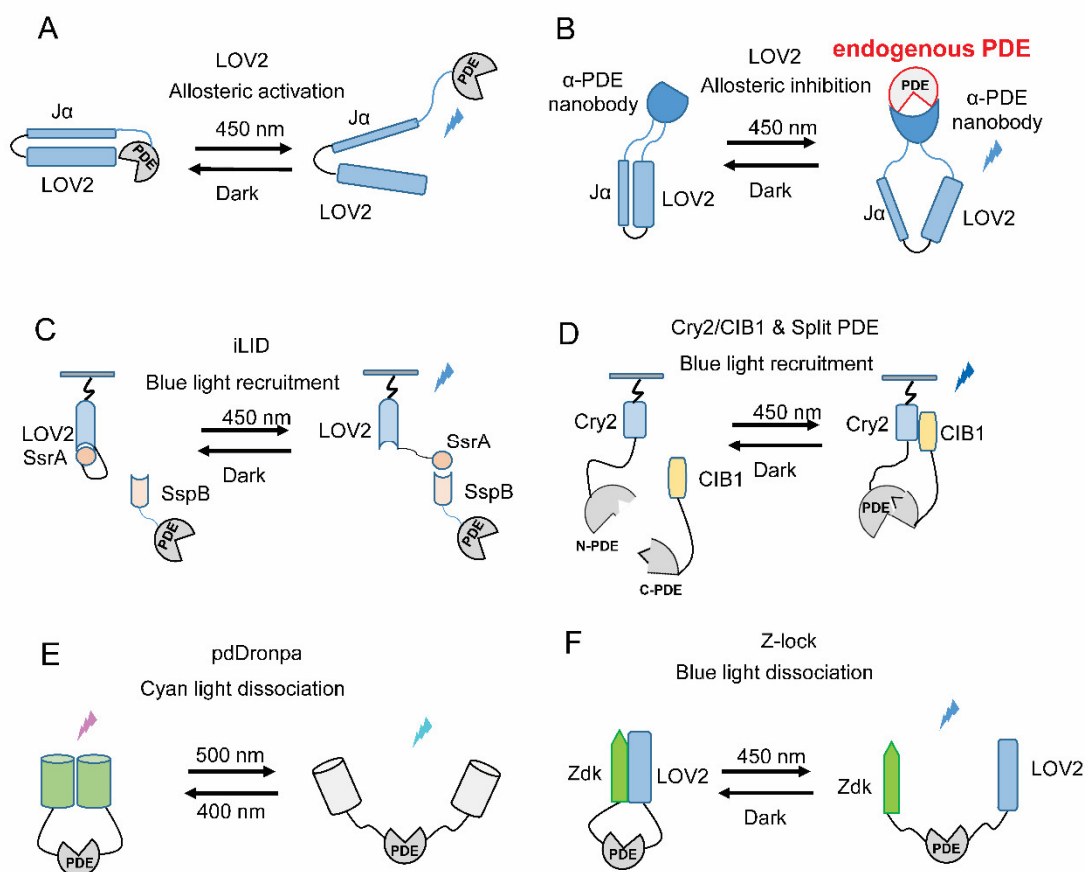 A
LOV2
Allosteric activation
Jα
PDE
LOV2
450 nm
Dark
Jα
PDE
LOV2
B
LOV2
Allosteric inhibition
α-PDE
nanobody
Jα
LOV2
450 nm
Dark
endogenous PDE
PDE
α-PDE
nanobody
Jα
LOV2
C
iLID
Blue light recruitment
LOV2
SsrA
SspB
PDE
450 nm
Dark
LOV2
SsrA
SspB
PDE
D
Cry2/CIB1 & Split PDE
Blue light recruitment
Cry2
CIB1
N-PDE
C-PDE
450 nm
Dark
Cry2
CIB1
PDE
E
pdDronpa
Cyan light dissociation
PDE
500 nm
400 nm
PDE
F
Z-lock
Blue light dissociation
Zdk
LOV2
PDE
450 nm
Dark
Zdk
LOV2
PDE